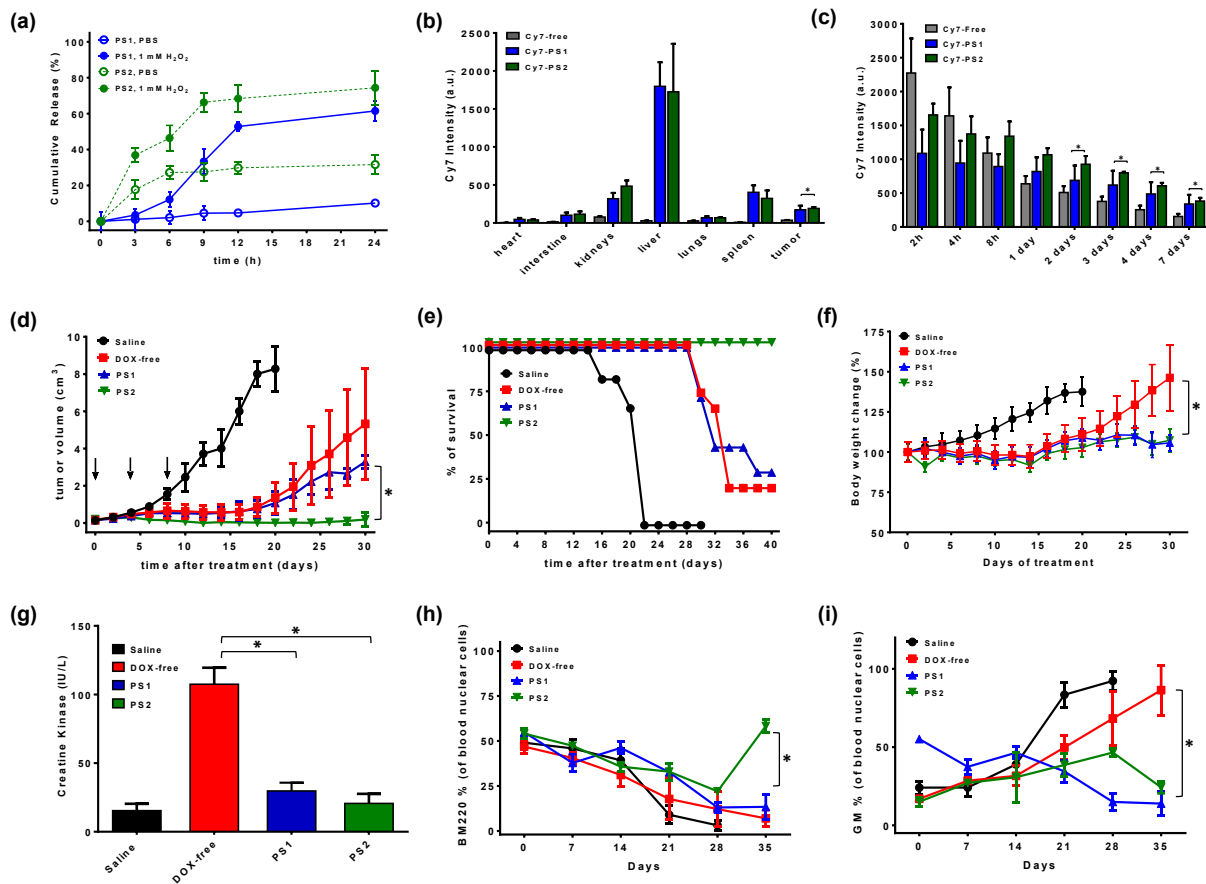 (a)
PS1, PBS
PS1, 1 mM H₂O₂
PS2, PBS
PS2, 1 mM H₂O₂
Cumulative Release (%)
100
80
60
40
20
0
0 3 6 9 12 15 18 21 24
time (h)
(b)
Cy7-free
Cy7-PS1
Cy7-PS2
Cy7 Intensity (a.u.)
2 500
2 000
1 500
1 000
500
0
*
heart
interstine
kidneys
liver
lungs
spleen
tumor
(c)
Cy7-Free
Cy7-PS1
Cy7-PS2
Cy7 Intensity (a.u.)
3000
2500
2000
1500
1000
500
0
* * * *
2h
4h
8h
1 day
2 days
3 days
4 days
7 days
(d)
Saline
DOX-free
PS1
PS2
tumor volume (cm³)
10
8
6
4
2
0
*
0 5 10 15 20 25 30
time after treatment (days)
(e)
Saline
DOX-free
PS1
PS2
% of survival
100
75
50
25
0
0 4 8 12 16 20 24 28 32 36 40
time after treatment (days)
(f)
Saline
DOX-free
PS1
PS2
Body weight change (%)
175
150
125
100
75
50
*
0 5 10 15 20 25 30
Days of treatment
(g)
Saline
DOX-free
PS1
PS2
Creatine Kinase (IU/L)
150
100
50
0
*
*
Saline
DOX-free
PS1
PS2
(h)
Saline
DOX-free
PS1
PS2
BM220 % (of blood nuclear cells)
100
75
50
25
0
*
0 7 14 21 28 35
Days
(i)
Saline
DOX-free
PS1
PS2
GM % (of blood nuclear cells)
100
50
0
*
0 7 14 21 28 35
Days